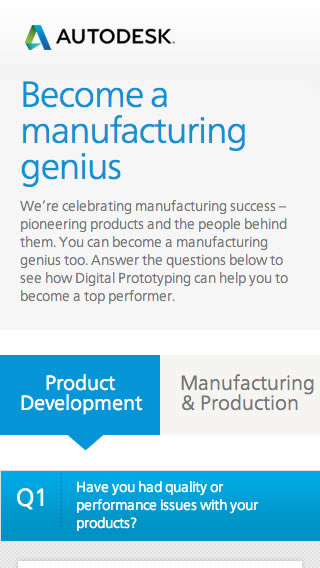 AUTODESK.
Become a
manufacturing
genius
We're celebrating manufacturing success –
pioneering products and the people behind
them. You can become a manufacturing
genius too. Answer the questions below to
see how Digital Prototyping can help you to
become a top performer.
Product
Development
Manufacturing
& Production
Q1
Have you had quality or
performance issues with your
products?